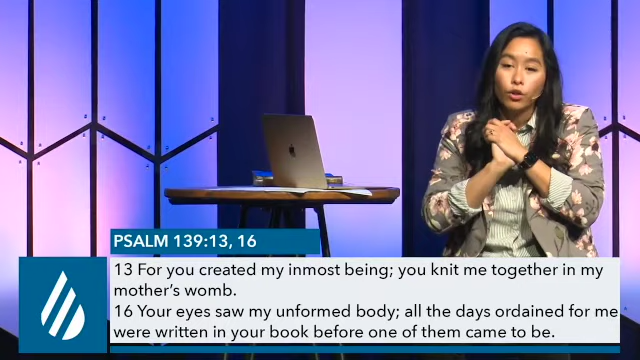 PSALM 139:13, 16
13 For you created my inmost being; you knit me together in my
mother's womb.
16 Your eyes saw my unformed body; all the days ordained for me
were written in your book before one of them came to be.